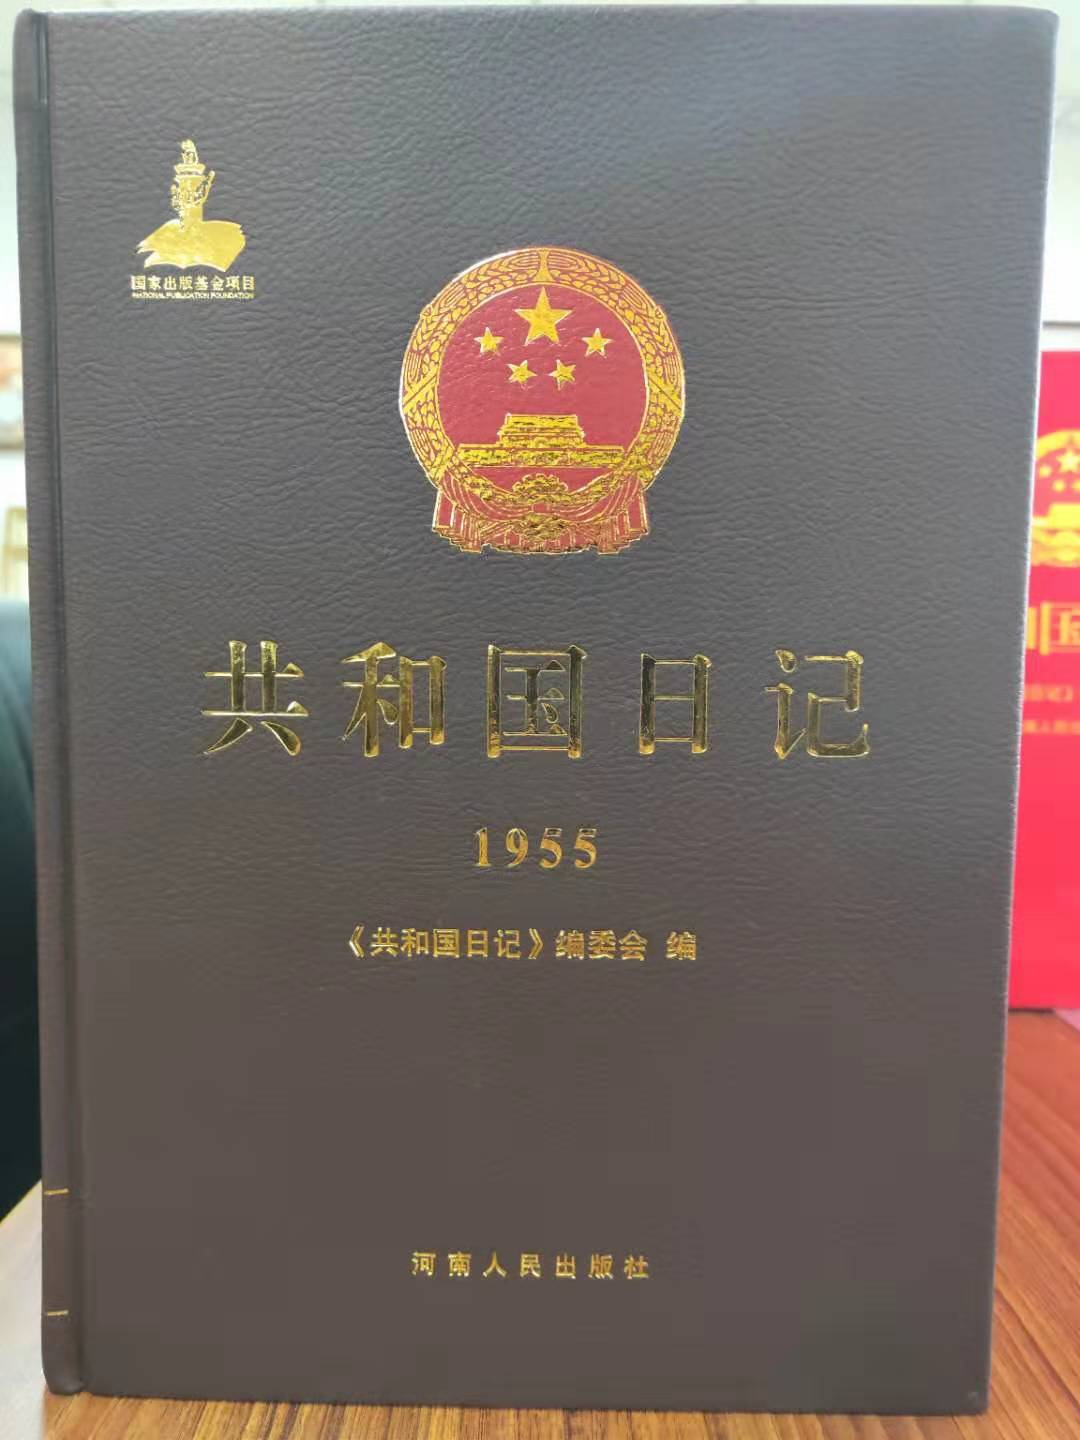 国家出版基金项目
NATIONAL PUBLICATION FOUNDATION
共和国日记
1955
《共和国日记》编委会 编
河南人民出版社
国